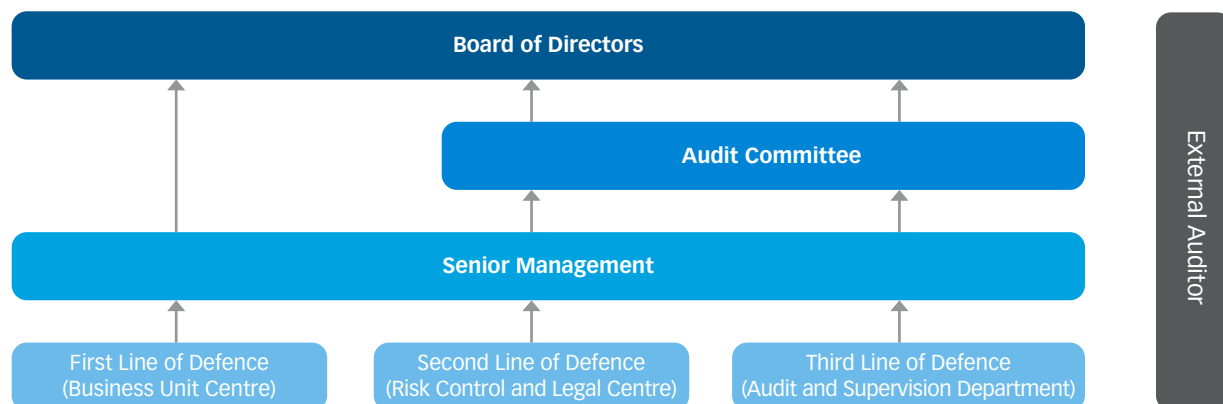 Board of Directors
Audit Committee
Senior Management
First Line of Defence
(Business Unit Centre)
Second Line of Defence
(Risk Control and Legal Centre)
Third Line of Defence
(Audit and Supervision Department)
External Auditor